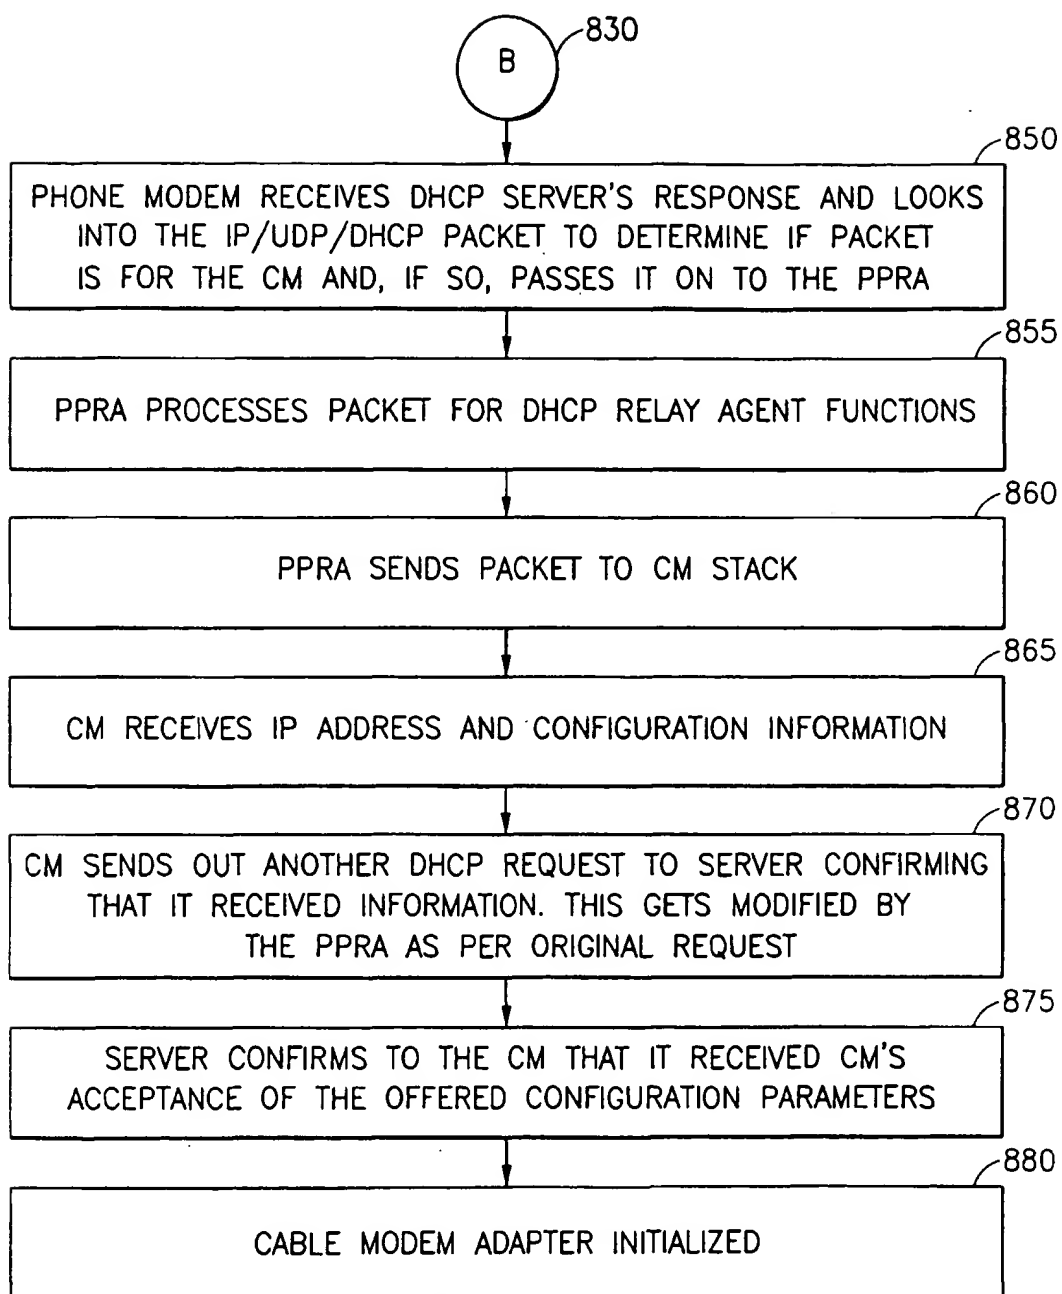 B
830
850
PHONE MODEM RECEIVES DHCP SERVER'S RESPONSE AND LOOKS
INTO THE IP/UDP/DHCP PACKET TO DETERMINE IF PACKET
IS FOR THE CM AND, IF SO, PASSES IT ON TO THE PPRA
855
PPRA PROCESSES PACKET FOR DHCP RELAY AGENT FUNCTIONS
860
PPRA SENDS PACKET TO CM STACK
865
CM RECEIVES IP ADDRESS AND CONFIGURATION INFORMATION
870
CM SENDS OUT ANOTHER DHCP REQUEST TO SERVER CONFIRMING
THAT IT RECEIVED INFORMATION. THIS GETS MODIFIED BY
THE PPRA AS PER ORIGINAL REQUEST
875
SERVER CONFIRMS TO THE CM THAT IT RECEIVED CM'S
ACCEPTANCE OF THE OFFERED CONFIGURATION PARAMETERS
880
CABLE MODEM ADAPTER INITIALIZED